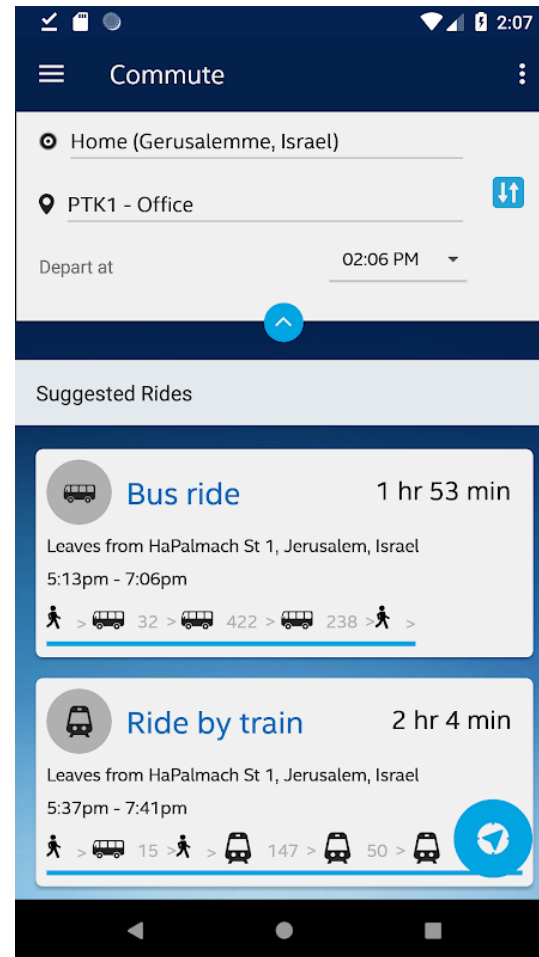 2:07
Commute
Home (Gerusalemme, Israel)
PTK1 - Office
Depart at 02:06 PM
Suggested Rides
Bus ride 1 hr 53 min
Leaves from HaPalmach St 1, Jerusalem, Israel
5:13pm - 7:06pm
> 32 > 422 > 238 > >
Ride by train 2 hr 4 min
Leaves from HaPalmach St 1, Jerusalem, Israel
5:37pm - 7:41pm
> 15 > > 147 > 50 >